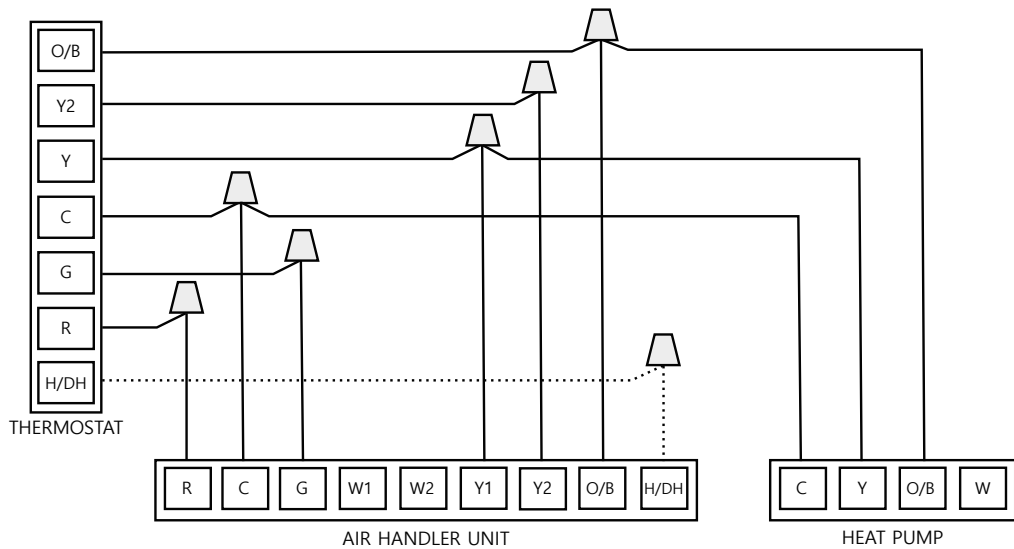 O/B
Y2
Y
C
G
R
H/DH
THERMOSTAT
R C G W1 W2 Y1 Y2 O/B H/DH
AIR HANDLER UNIT
C Y O/B W
HEAT PUMP